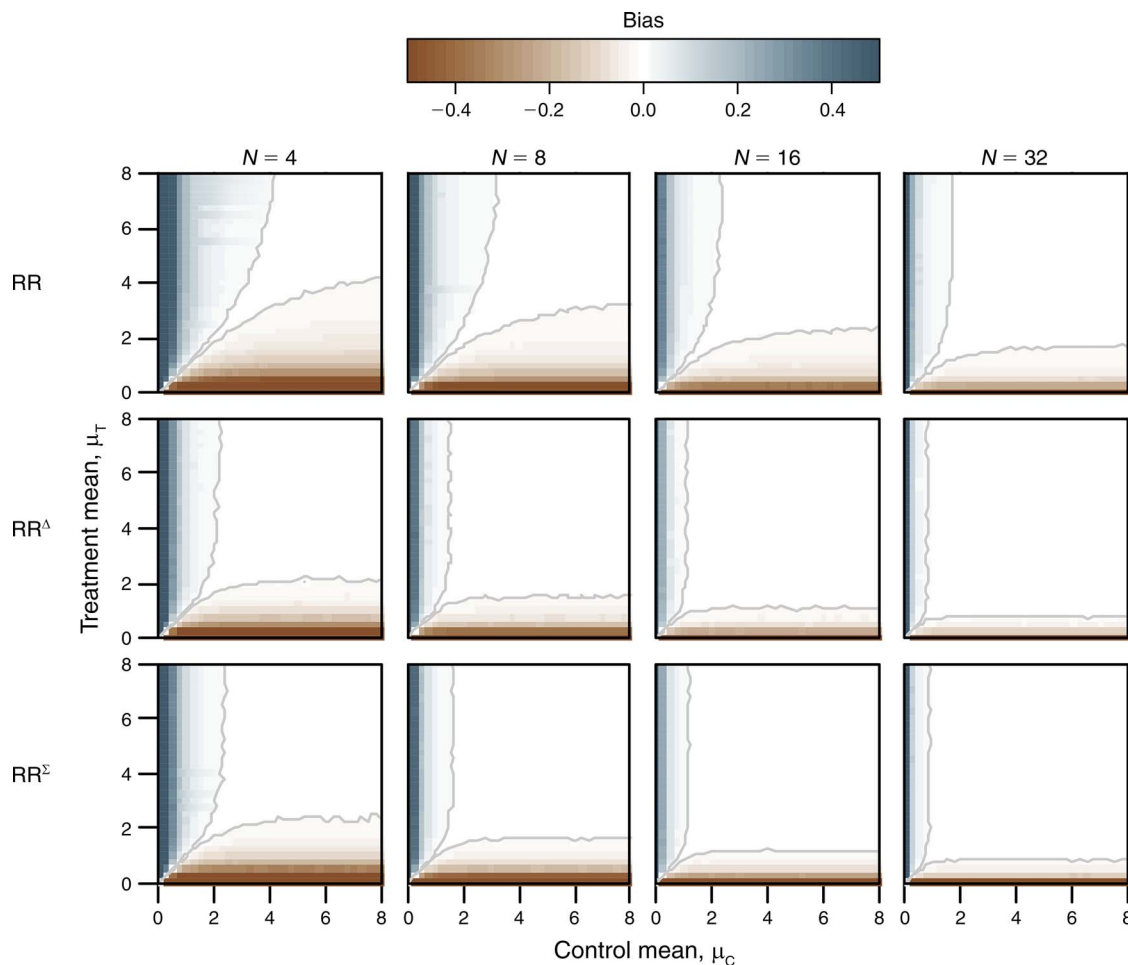 Bias
−0.4 −0.2 0.0 0.2 0.4
N = 4 N = 8 N = 16 N = 32
RR
8
6
4
2
0
RR^Δ
Treatment mean, μ_T
8
6
4
2
0
RR^Σ
8
6
4
2
0
0 2 4 6 8 0 2 4 6 8 0 2 4 6 8 0 2 4 6 8
Control mean, μ_C